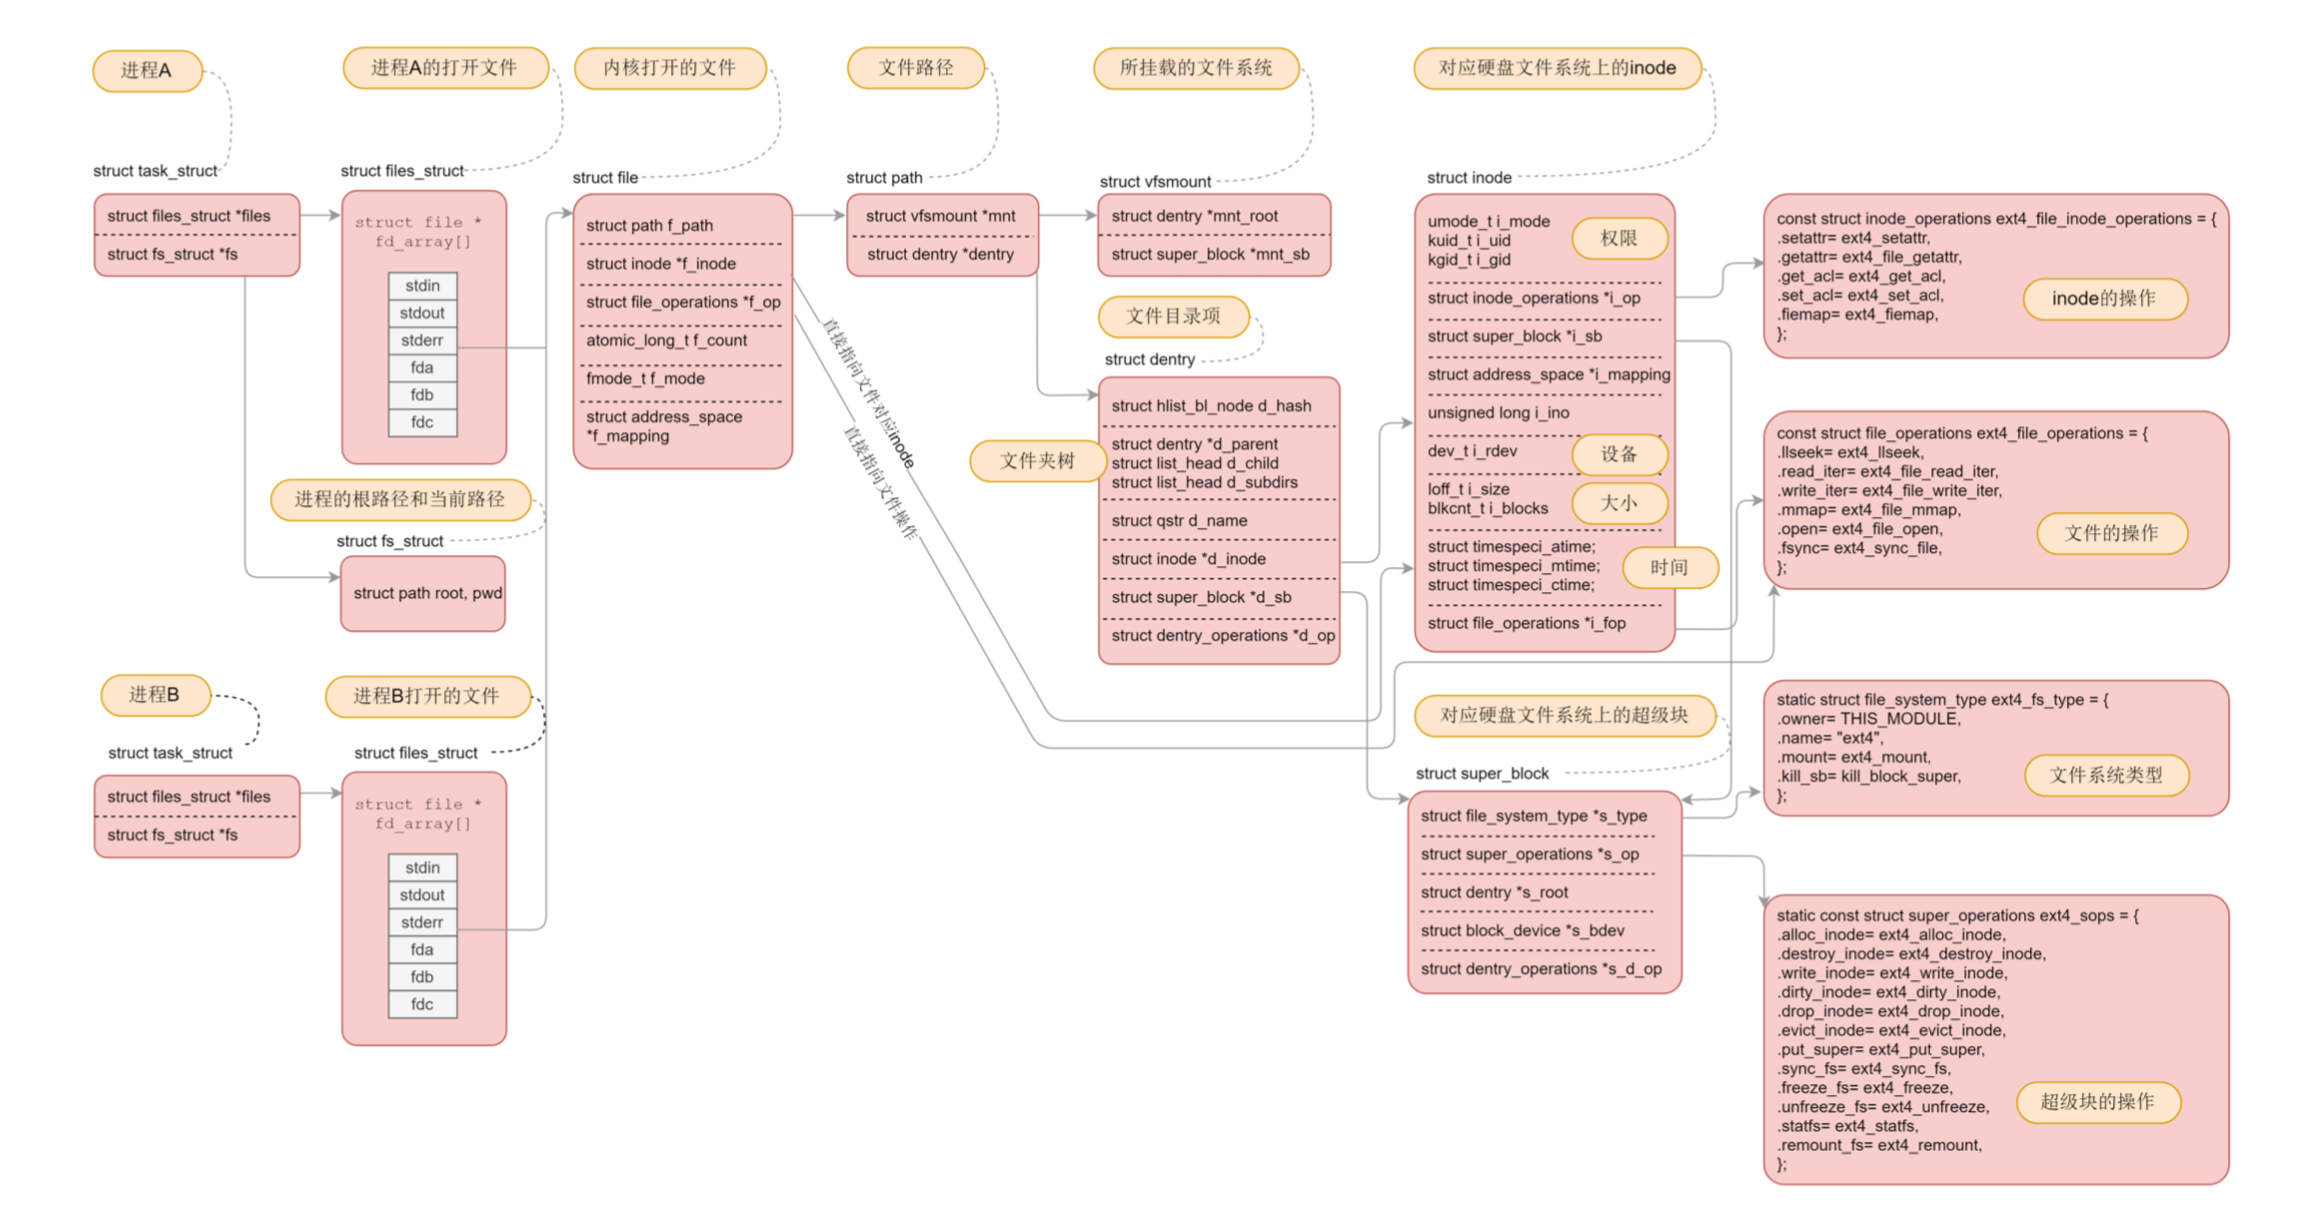 进程A
进程A的打开文件
内核打开的文件
文件路径
所挂载的文件系统
对应硬盘文件系统上的inode
struct task_struct
struct files_struct *files
struct fs_struct *fs
struct files_struct
struct file *
fd_array[]
stdin
stdout
stderr
fda
fdb
fdc
进程的根路径和当前路径
struct fs_struct
struct path root, pwd
struct file
struct path f_path
struct inode *f_inode
struct file_operations *f_op
atomic_long_t f_count
fmode_t f_mode
struct address_space
*f_mapping
直接指向文件对应inode
直接指向文件操作
struct path
struct vfsmount *mnt
struct dentry *dentry
struct vfsmount
struct dentry *mnt_root
struct super_block *mnt_sb
文件目录项
struct dentry
文件夹树
struct hlist_bl_node d_hash
struct dentry *d_parent
struct list_head d_child
struct list_head d_subdirs
struct qstr d_name
struct inode *d_inode
struct super_block *d_sb
struct dentry_operations *d_op
struct inode
umode_t i_mode
kuid_t i_uid
kgid_t i_gid
权限
struct inode_operations *i_op
struct super_block *i_sb
struct address_space *i_mapping
unsigned long i_ino
dev_t i_rdev
设备
loff_t i_size
blkcnt_t i_blocks
大小
struct timespeci_atime;
struct timespeci_mtime;
struct timespeci_ctime;
时间
struct file_operations *i_fop
const struct inode_operations ext4_file_inode_operations = {
.setattr= ext4_setattr,
.getattr= ext4_file_getattr,
.get_acl= ext4_get_acl,
.set_acl= ext4_set_acl,
.fiemap= ext4_fiemap,
};
inode的操作
const struct file_operations ext4_file_operations = {
.llseek= ext4_llseek,
.read_iter= ext4_file_read_iter,
.write_iter= ext4_file_write_iter,
.mmap= ext4_file_mmap,
.open= ext4_file_open,
.fsync= ext4_sync_file,
};
文件的操作
进程B
进程B打开的文件
struct task_struct
struct files_struct *files
struct fs_struct *fs
struct files_struct
struct file *
fd_array[]
stdin
stdout
stderr
fda
fdb
fdc
对应硬盘文件系统上的超级块
struct super_block
struct file_system_type *s_type
struct super_operations *s_op
struct dentry *s_root
struct block_device *s_bdev
struct dentry_operations *s_d_op
static struct file_system_type ext4_fs_type = {
.owner= THIS_MODULE,
.name= "ext4",
.mount= ext4_mount,
.kill_sb= kill_block_super,
};
文件系统类型
static const struct super_operations ext4_sops = {
.alloc_inode= ext4_alloc_inode,
.destroy_inode= ext4_destroy_inode,
.write_inode= ext4_write_inode,
.dirty_inode= ext4_dirty_inode,
.drop_inode= ext4_drop_inode,
.evict_inode= ext4_evict_inode,
.put_super= ext4_put_super,
.sync_fs= ext4_sync_fs,
.freeze_fs= ext4_freeze,
.unfreeze_fs= ext4_unfreeze,
.statfs= ext4_statfs,
.remount_fs= ext4_remount,
};
超级块的操作